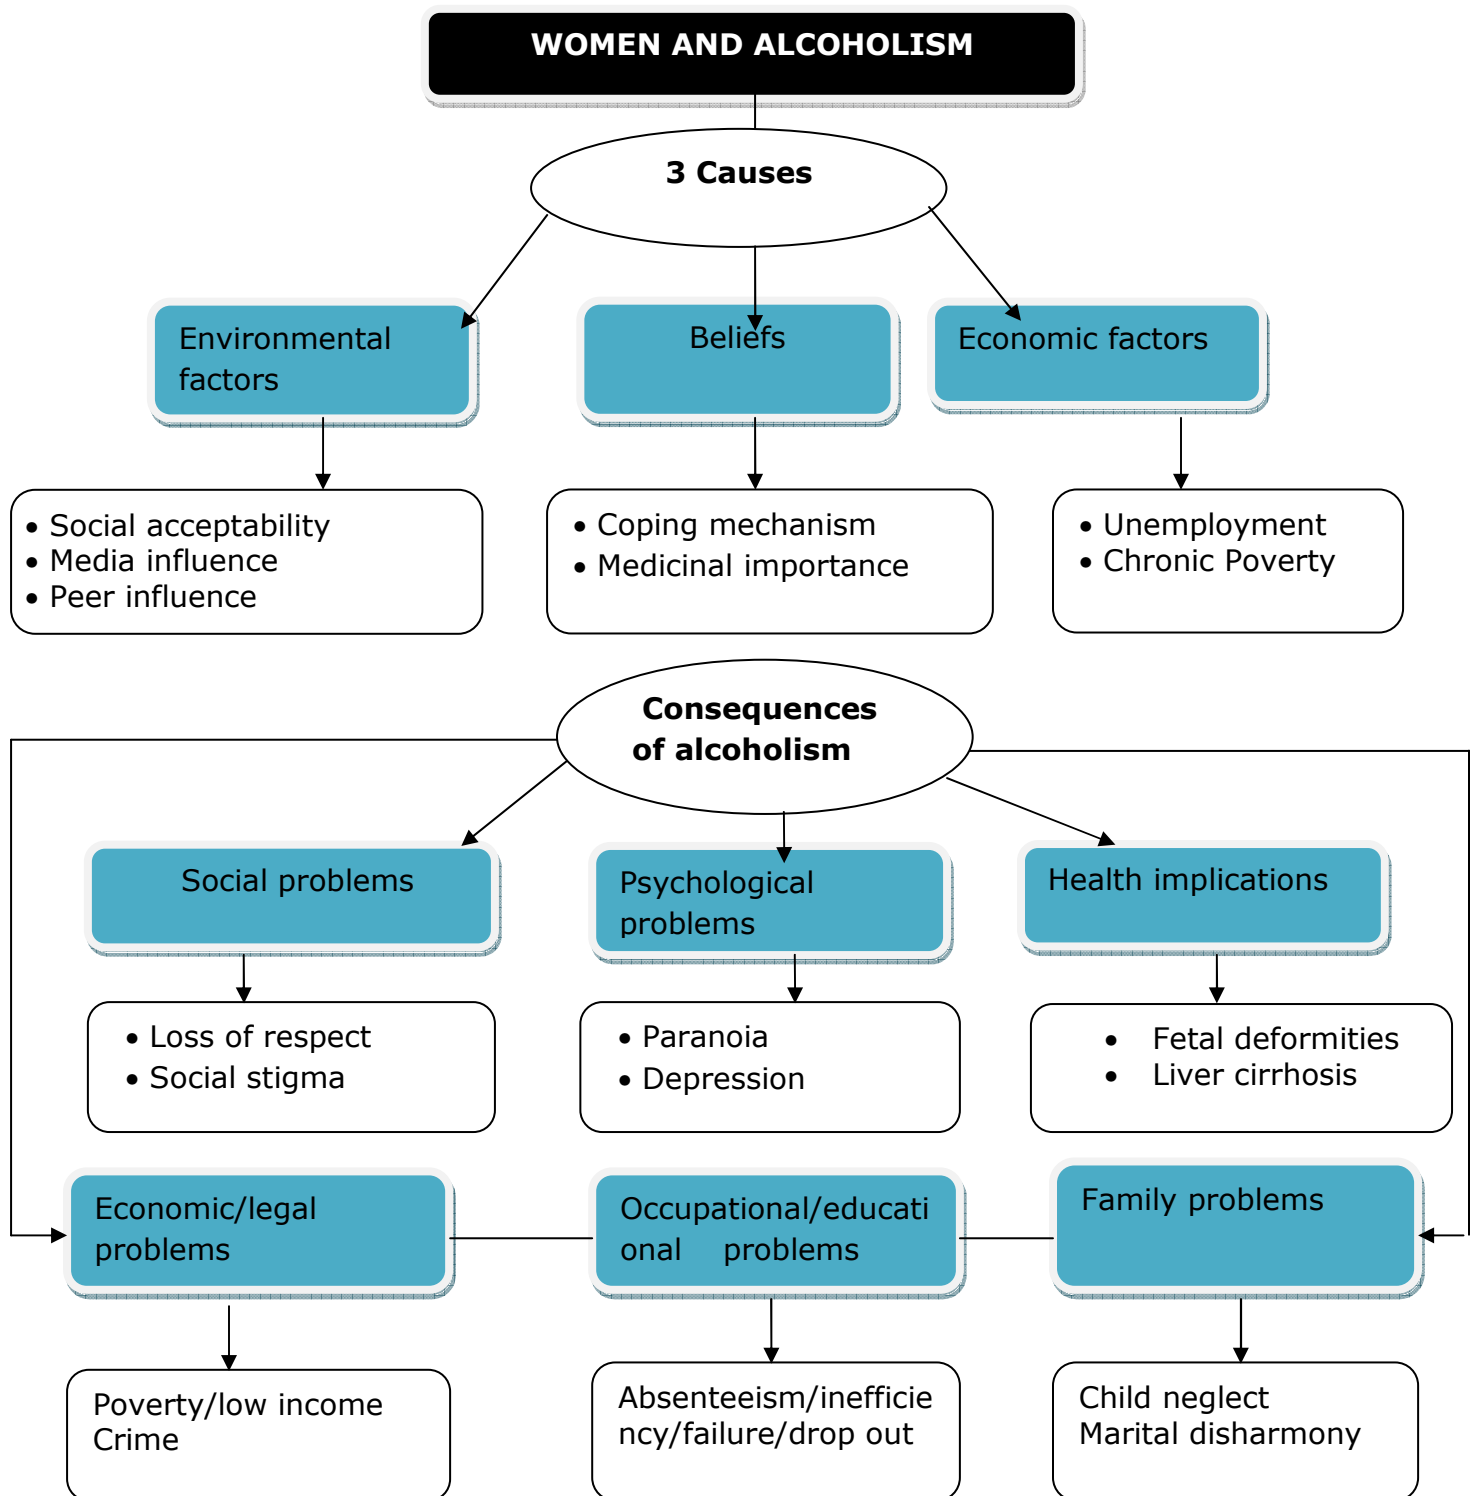 WOMEN AND ALCOHOLISM
3 Causes
Environmental
factors
Beliefs
Economic factors
• Social acceptability
• Media influence
• Peer influence
• Coping mechanism
• Medicinal importance
• Unemployment
• Chronic Poverty
Consequences
of alcoholism
Social problems
Psychological
problems
Health implications
• Loss of respect
• Social stigma
• Paranoia
• Depression
• Fetal deformities
• Liver cirrhosis
Economic/legal
problems
Occupational/educati
onal problems
Family problems
Poverty/low income
Crime
Absenteeism/inefficie
ncy/failure/drop out
Child neglect
Marital disharmony